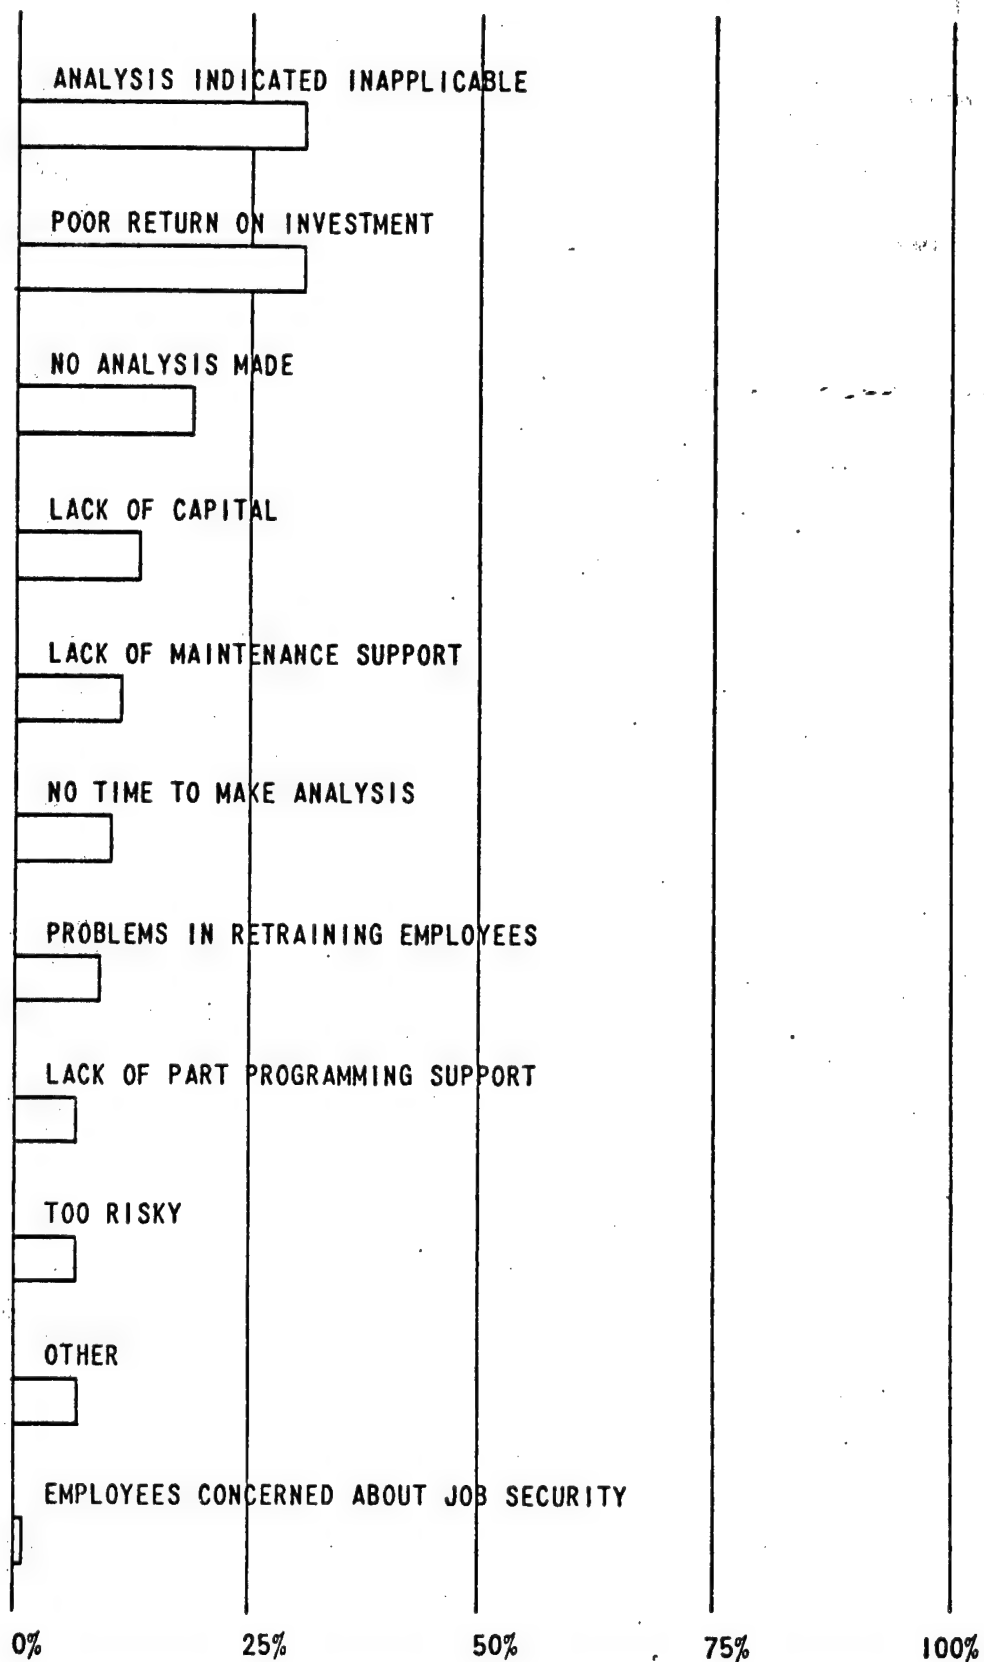 ANALYSIS INDICATED INAPPLICABLE
POOR RETURN ON INVESTMENT
NO ANALYSIS MADE
LACK OF CAPITAL
LACK OF MAINTENANCE SUPPORT
NO TIME TO MAKE ANALYSIS
PROBLEMS IN RETRAINING EMPLOYEES
LACK OF PART PROGRAMMING SUPPORT
TOO RISKY
OTHER
EMPLOYEES CONCERNED ABOUT JOB SECURITY
0% 25% 50% 75% 100%